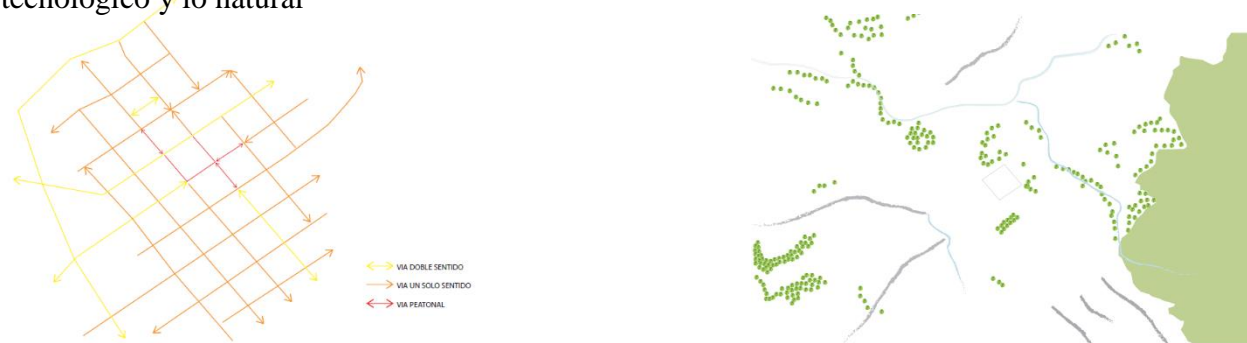 tecnológico y lo natural
VIA DOBLE SENTIDO
VIA UN SOLO SENTIDO
VIA PEATONAL